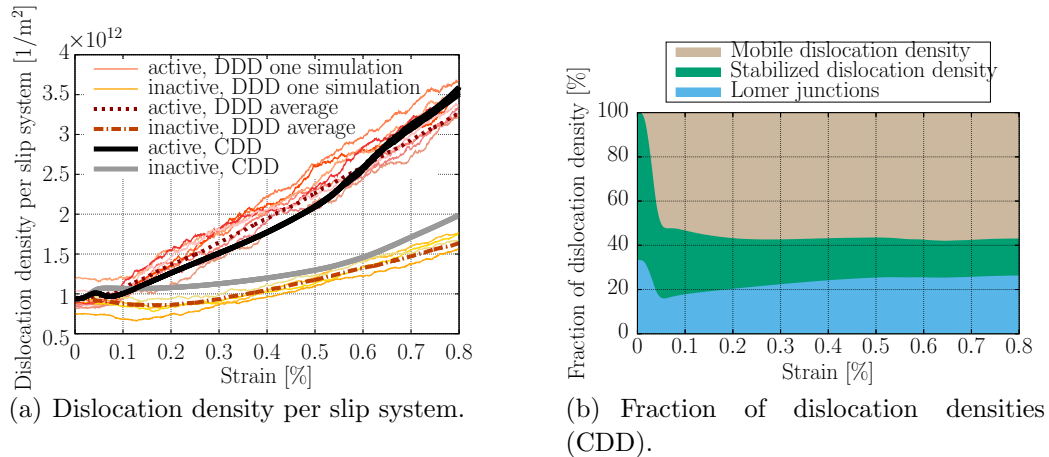 Dislocation density per slip system [1/m²]
×10¹²
4
3.5
3
2.5
2
1.5
1
0.5
active, DDD one simulation
inactive, DDD one simulation
active, DDD average
inactive, DDD average
active, CDD
inactive, CDD
0 0.1 0.2 0.3 0.4 0.5 0.6 0.7 0.8
Strain [%]
(a) Dislocation density per slip system.
Mobile dislocation density
Stabilized dislocation density
Lomer junctions
Fraction of dislocation density [%]
100
80
60
40
20
0
0 0.1 0.2 0.3 0.4 0.5 0.6 0.7 0.8
Strain [%]
(b) Fraction of dislocation densities
(CDD).